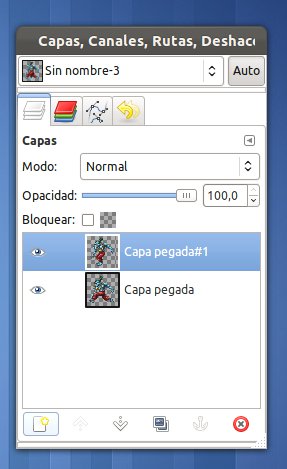 Capas, Canales, Rutas, Deshac
Sin nombre-3
Auto
Capas
Modo:
Normal
Opacidad:
100,0
Bloquear:
Capa pegada#1
Capa pegada